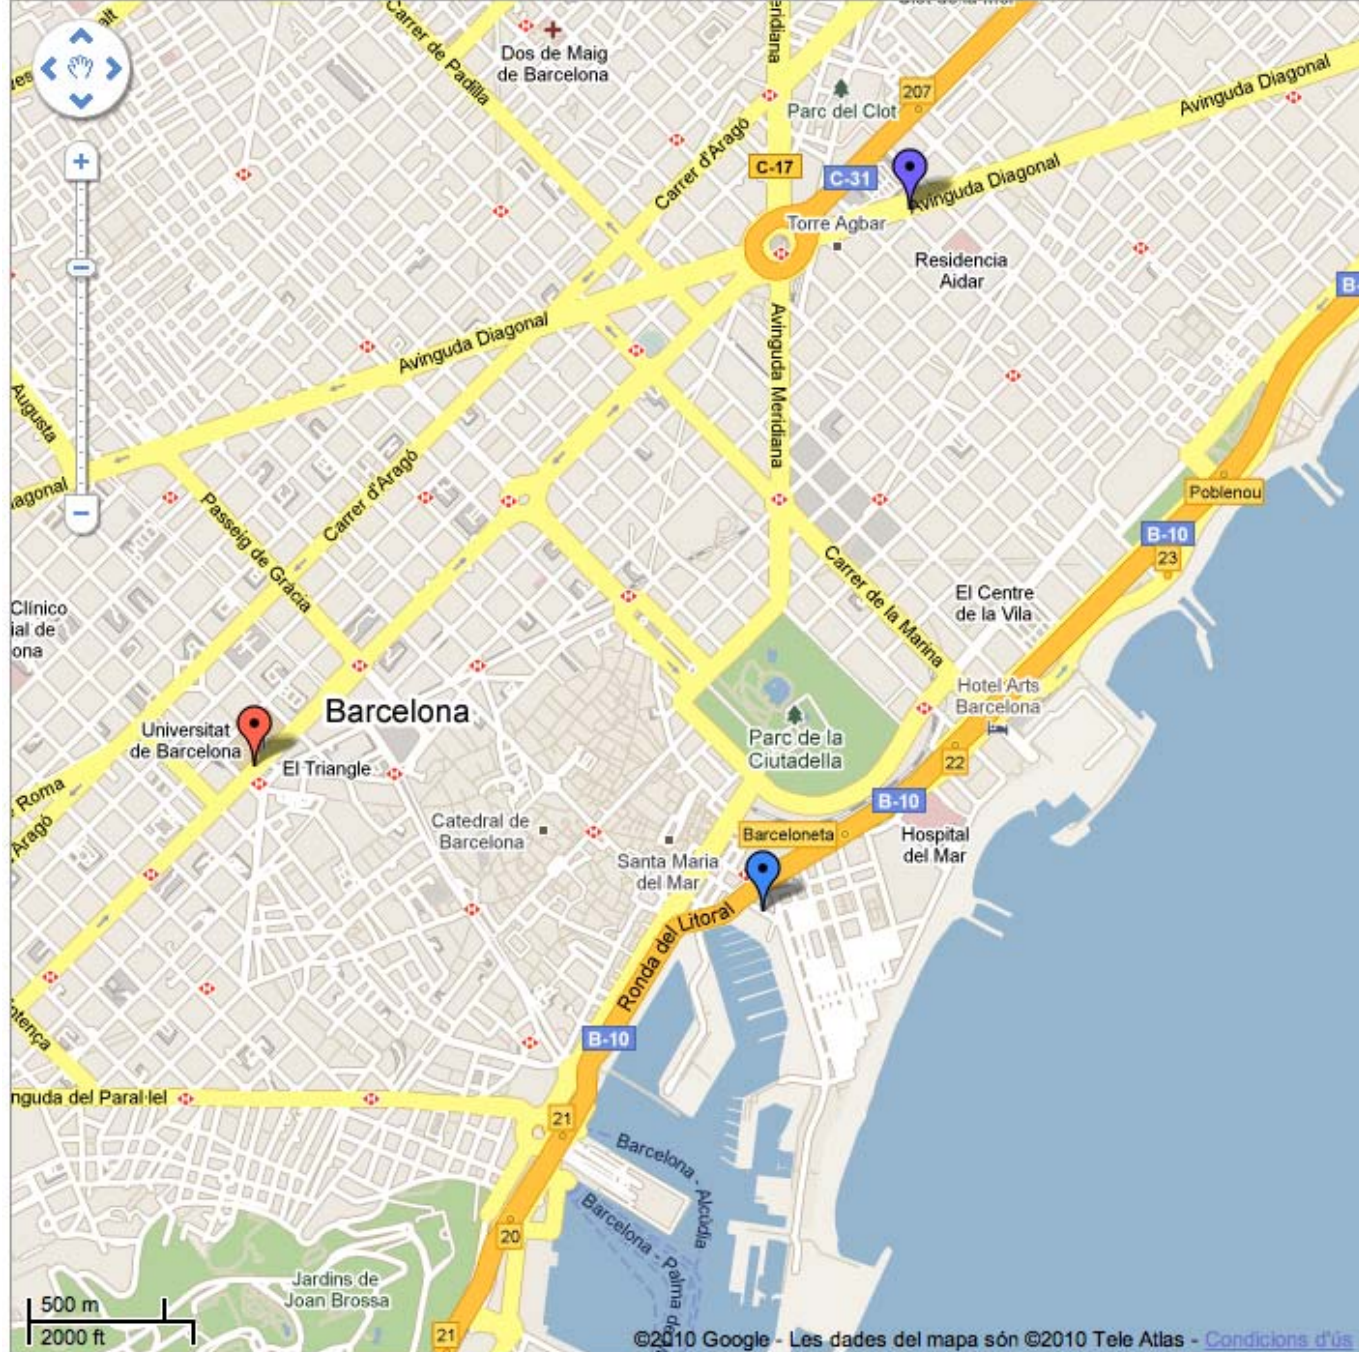 Carrer de Padilla
Dos de Maig
de Barcelona
Parc del Clot
207
Avinguda Diagonal
Carrer d'Aragó
C-17
C-31
Avinguda Diagonal
Torre Agbar
Residencia
Aidar
+
−
Avinguda Diagonal
Avinguda Meridiana
Augusta
Carrer d'Aragó
Passeig de Gràcia
−
Poblenou
B-10
23
Carrer de la Marina
El Centre
de la Vila
Clínico
ial de
ona
Hotel Arts
Barcelona
Barcelona
Universitat
de Barcelona
El Triangle
Parc de la
Ciutadella
22
Roma
Aragó
B-10
Catedral de
Barcelona
Barceloneta
Hospital
del Mar
Santa Maria
del Mar
Ronda del Litoral
B-10
nguda del Paral·lel
21
Barcelona - Alcúdia
Barcelona - Palma de
20
Jardins de
Joan Brossa
500 m
2000 ft
21
©2010 Google - Les dades del mapa són ©2010 Tele Atlas - Condicions d'ús